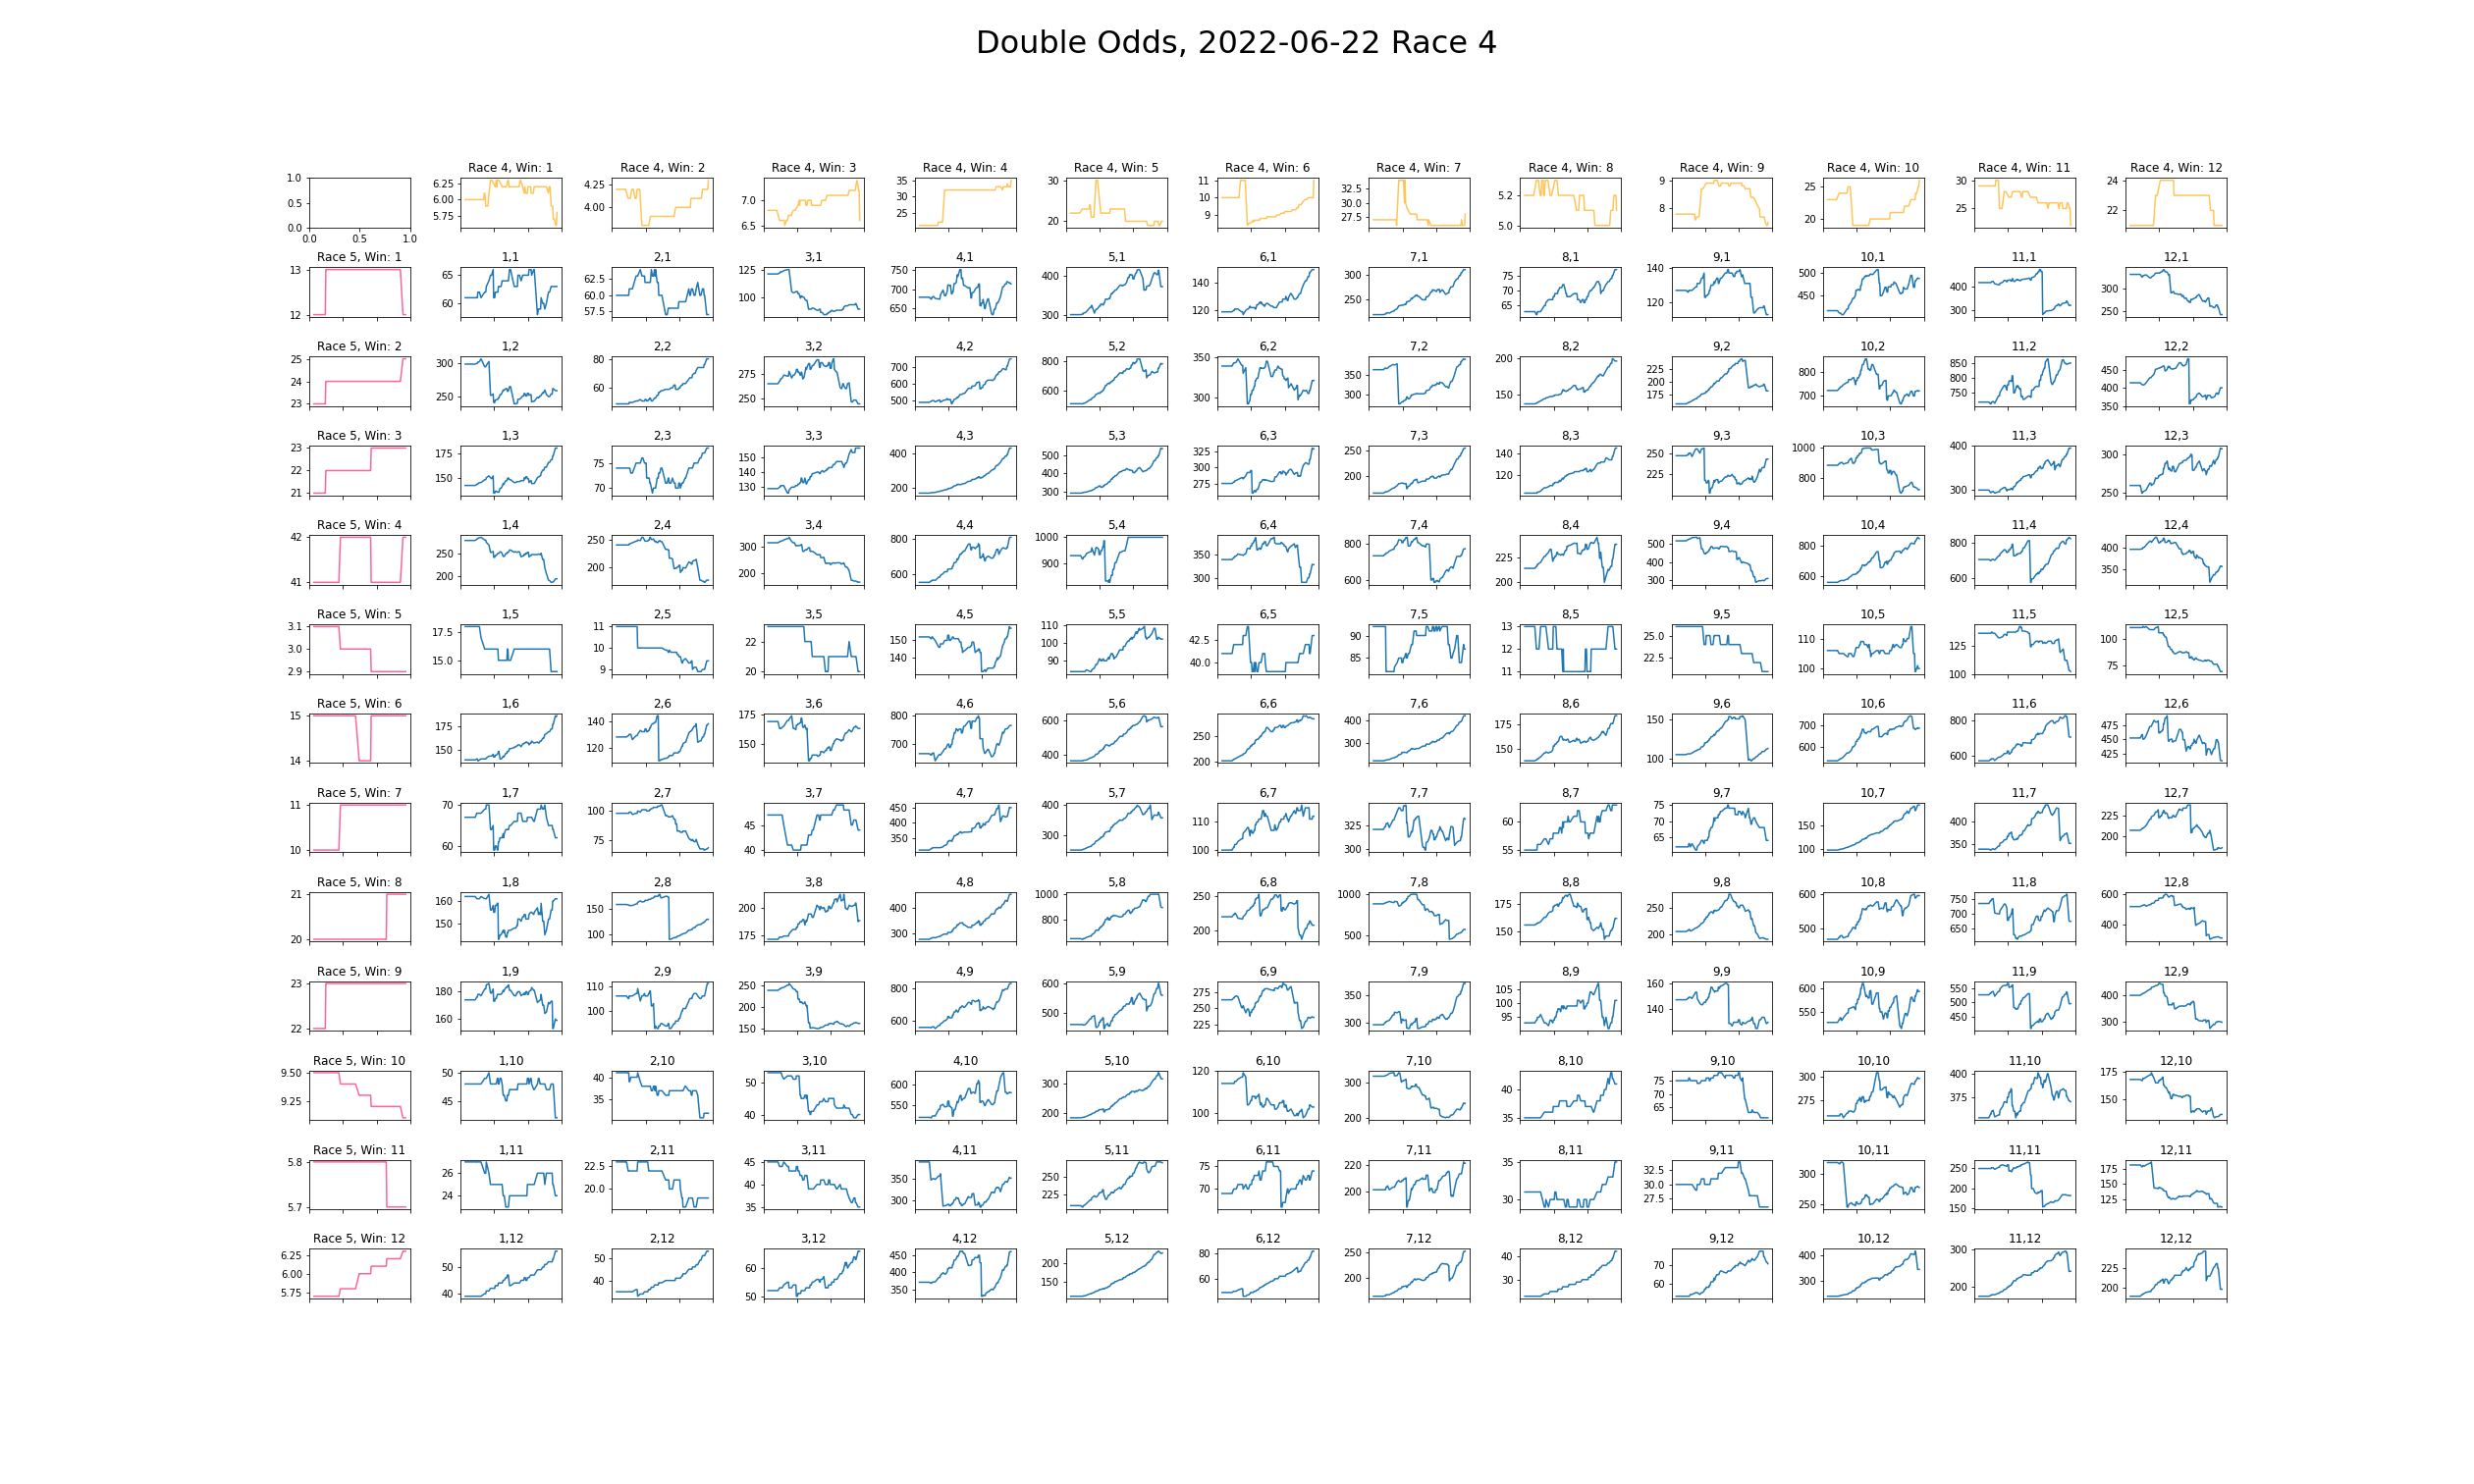 Double Odds, 2022-06-22 Race 4
Race 4, Win: 1 Race 4, Win: 2 Race 4, Win: 3 Race 4, Win: 4 Race 4, Win: 5 Race 4, Win: 6 Race 4, Win: 7 Race 4, Win: 8 Race 4, Win: 9 Race 4, Win: 10 Race 4, Win: 11 Race 4, Win: 12
1.0 6.25 4.25 35 30 11 32.5 5.2 9 25 30 24
0.5 6.00 4.00 7.0 30 10 30.0 8 25 22
0.0 5.75 6.5 25 20 9 27.5 5.0 20
0.0 0.5 1.0
Race 5, Win: 1 1,1 2,1 3,1 4,1 5,1 6,1 7,1 8,1 9,1 10,1 11,1 12,1
13 65 62.5 125 750 400 140 300 75 140 500 400 300
60.0 100 700 70
12 60 57.5 650 300 120 250 65 120 450 300 250
Race 5, Win: 2 1,2 2,2 3,2 4,2 5,2 6,2 7,2 8,2 9,2 10,2 11,2 12,2
25 300 80 275 700 800 350 350 200 225 800 850 450
24 60 600 200 800 400
23 250 250 500 600 300 300 150 175 700 750 350
Race 5, Win: 3 1,3 2,3 3,3 4,3 5,3 6,3 7,3 8,3 9,3 10,3 11,3 12,3
23 175 75 150 400 500 325 250 140 250 1000 400 300
22 140 400 300
21 150 70 130 200 300 275 200 120 225 800 300 250
Race 5, Win: 4 1,4 2,4 3,4 4,4 5,4 6,4 7,4 8,4 9,4 10,4 11,4 12,4
42 250 250 300 800 1000 350 800 225 500 800 800 400
400
41 200 200 200 600 900 300 600 200 300 600 600 350
Race 5, Win: 5 1,5 2,5 3,5 4,5 5,5 6,5 7,5 8,5 9,5 10,5 11,5 12,5
3.1 17.5 11 22 150 110 42.5 90 13 25.0 110 125 100
3.0 10 100 12
2.9 15.0 9 20 140 90 40.0 85 11 22.5 100 100 75
Race 5, Win: 6 1,6 2,6 3,6 4,6 5,6 6,6 7,6 8,6 9,6 10,6 11,6 12,6
15 175 140 175 800 600 250 400 175 150 700 800 475
300 450
14 150 120 150 700 400 200 150 100 600 600 425
Race 5, Win: 7 1,7 2,7 3,7 4,7 5,7 6,7 7,7 8,7 9,7 10,7 11,7 12,7
11 70 100 45 450 400 110 325 65 75 150 400 225
400 60 70
10 60 75 40 350 300 100 300 55 65 100 350 200
Race 5, Win: 8 1,8 2,8 3,8 4,8 5,8 6,8 7,8 8,8 9,8 10,8 11,8 12,8
21 160 150 200 400 1000 250 1000 175 250 600 750 600
700
20 150 100 175 300 800 200 500 150 200 500 650 400
Race 5, Win: 9 1,9 2,9 3,9 4,9 5,9 6,9 7,9 8,9 9,9 10,9 11,9 12,9
23 180 110 250 800 600 275 350 105 160 600 550 400
200 250 100 500
22 160 100 150 600 500 225 300 95 140 550 450 300
Race 5, Win: 10 1,10 2,10 3,10 4,10 5,10 6,10 7,10 8,10 9,10 10,10 11,10 12,10
9.50 50 40 50 600 300 120 300 40 75 300 400 175
70
9.25 45 35 40 550 200 100 200 35 65 275 375 150
Race 5, Win: 11 1,11 2,11 3,11 4,11 5,11 6,11 7,11 8,11 9,11 10,11 11,11 12,11
5.8 26 22.5 45 350 250 75 220 35 32.5 300 250 175
40 30.0 200 150
5.7 24 20.0 35 300 225 70 200 30 27.5 250 150 125
Race 5, Win: 12 1,12 2,12 3,12 4,12 5,12 6,12 7,12 8,12 9,12 10,12 11,12 12,12
6.25 50 50 60 450 200 80 250 40 70 400 300 225
6.00 400
5.75 40 40 50 350 150 60 200 30 60 300 200 200